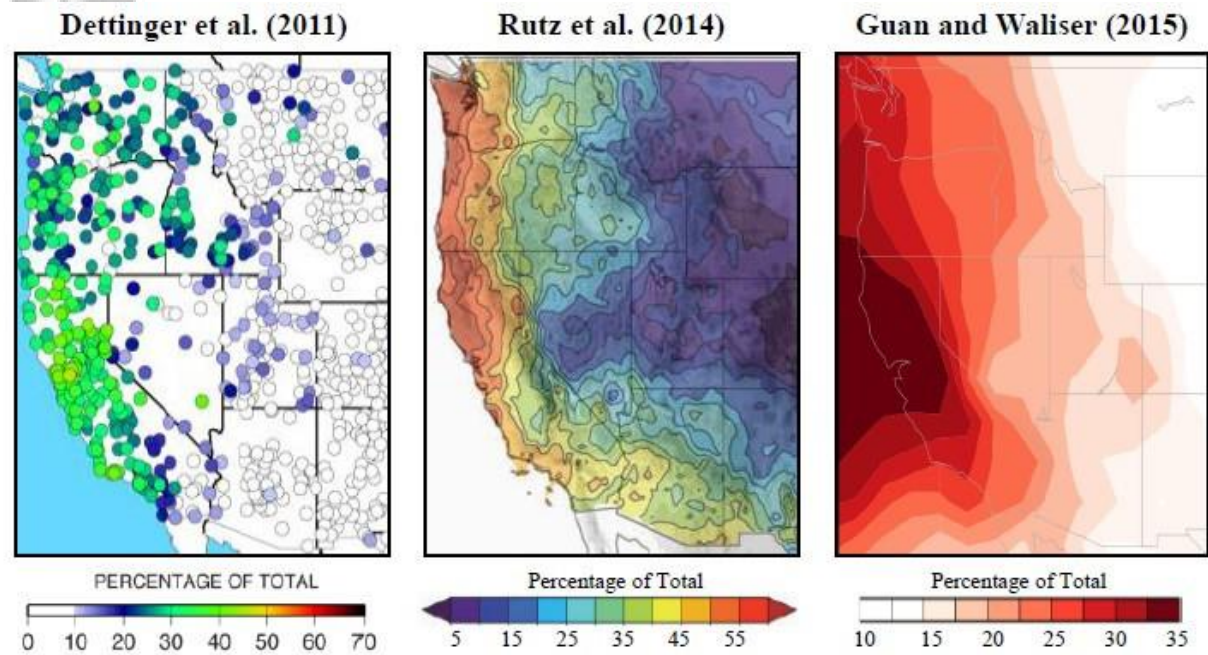 Dettinger et al. (2011)
Rutz et al. (2014)
Guan and Waliser (2015)
PERCENTAGE OF TOTAL
0 10 20 30 40 50 60 70
Percentage of Total
5 15 25 35 45 55
Percentage of Total
10 15 20 25 30 35